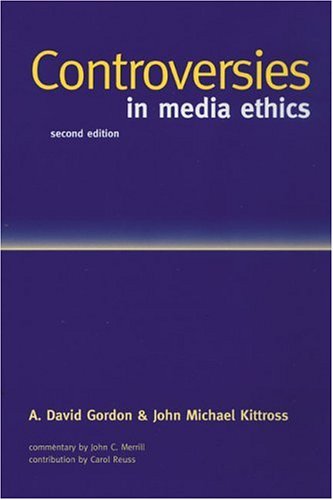 Controversies
in media ethics
second edition
A. David Gordon & John Michael Kittross
commentary by John C. Merrill
contribution by Carol Reuss